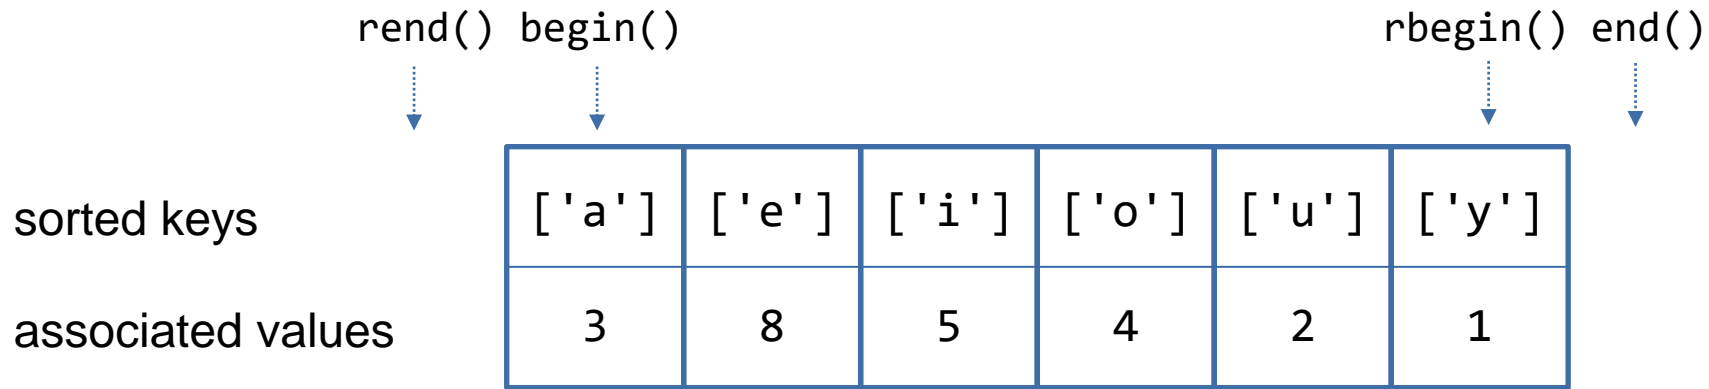 rend() begin() rbegin() end()
sorted keys ['a'] ['e'] ['i'] ['o'] ['u'] ['y']
associated values 3 8 5 4 2 1